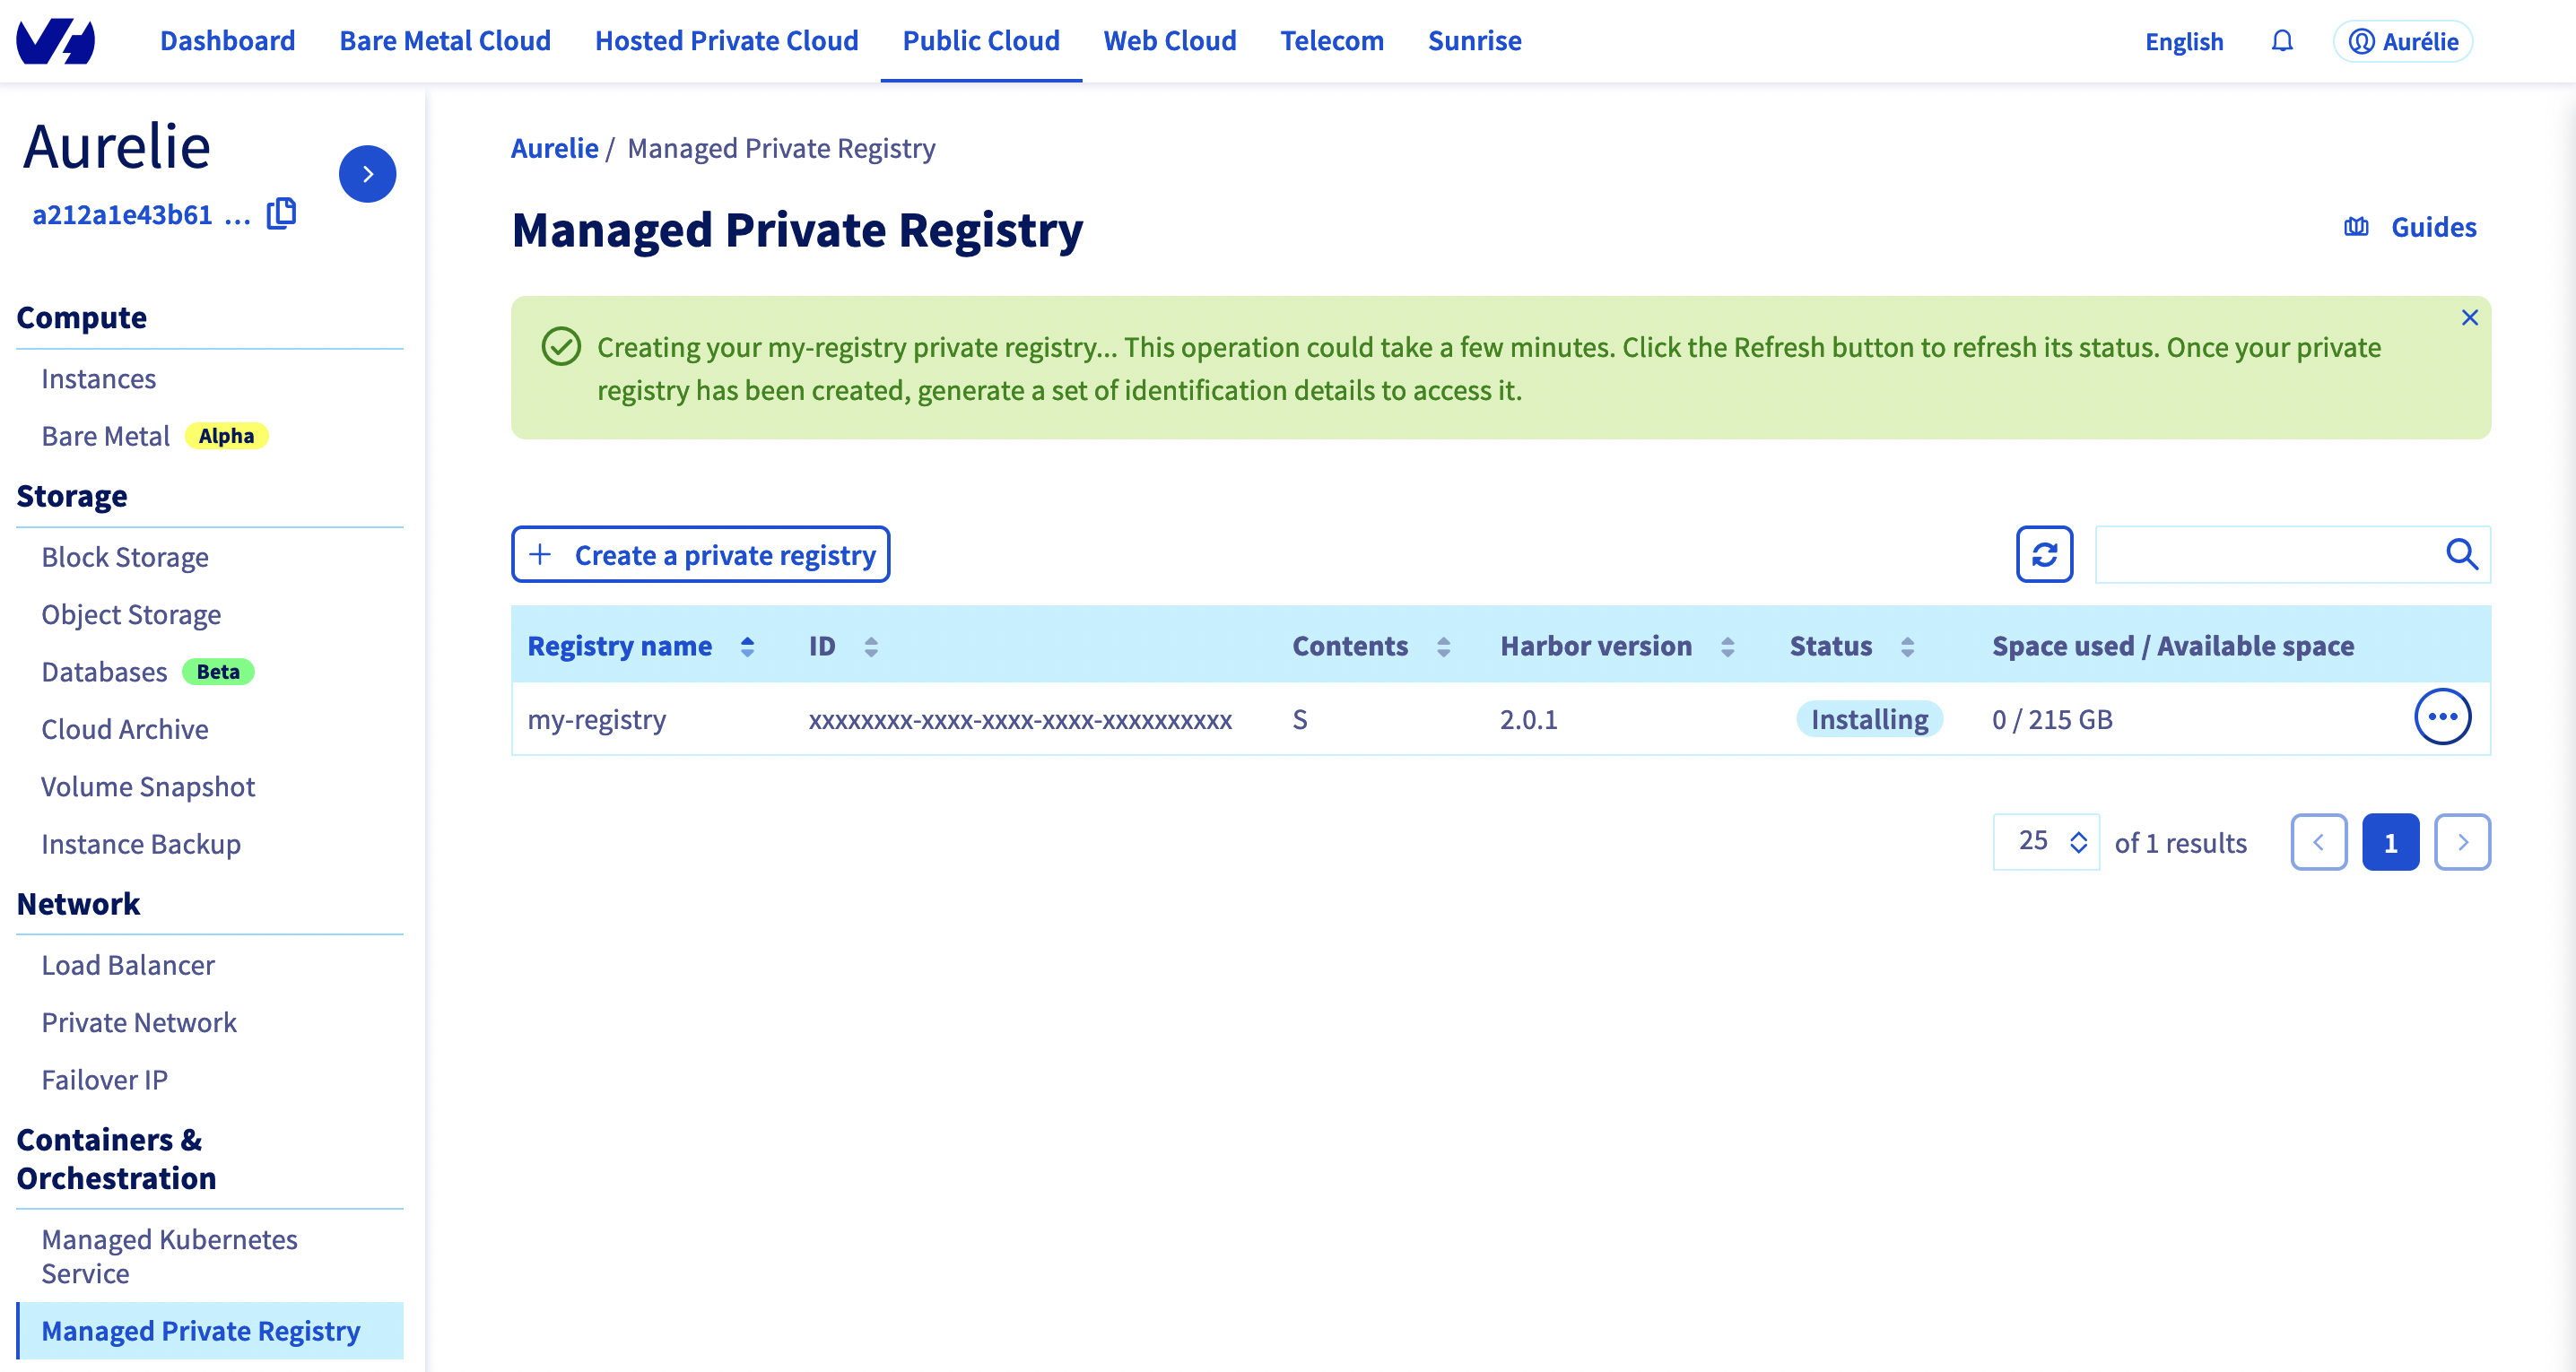 Dashboard Bare Metal Cloud Hosted Private Cloud Public Cloud Web Cloud Telecom Sunrise English Aurélie
Aurelie
a212a1e43b61 ...
Compute
Instances
Bare Metal Alpha
Storage
Block Storage
Object Storage
Databases Beta
Cloud Archive
Volume Snapshot
Instance Backup
Network
Load Balancer
Private Network
Failover IP
Containers &
Orchestration
Managed Kubernetes
Service
Managed Private Registry
Aurelie / Managed Private Registry
Managed Private Registry
Guides
Creating your my-registry private registry... This operation could take a few minutes. Click the Refresh button to refresh its status. Once your private
registry has been created, generate a set of identification details to access it.
Create a private registry
Registry name ID Contents Harbor version Status Space used / Available space
my-registry xxxxxxxx-xxxx-xxxx-xxxx-xxxxxxxxxx S 2.0.1 Installing 0 / 215 GB
25 of 1 results 1